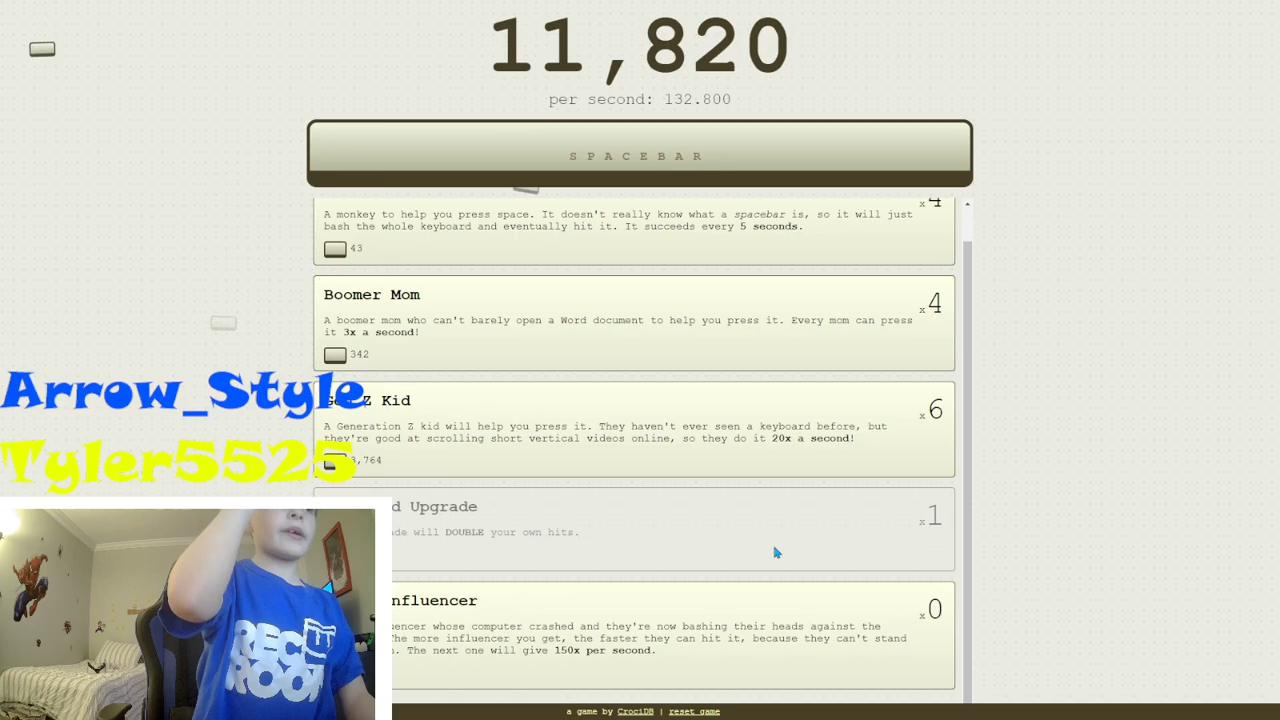 11,820
per second: 132.800
SPACEBAR
x4
A monkey to help you press space. It doesn't really know what a spacebar is, so it will just
bash the whole keyboard and eventually hit it. It succeeds every 5 seconds.
43
Boomer Mom
x4
A boomer mom who can't barely open a Word document to help you press it. Every mom can press
it 3x a second!
342
Arrow_Style
Z Kid
x6
A Generation Z kid will help you press it. They haven't ever seen a keyboard before, but
they're good at scrolling short vertical videos online, so they do it 20x a second!
Tyler5525
,764
Upgrade
x1
will DOUBLE your own hits.
x0
whose computer crashed and they're now bashing their heads against the
The more influencer you get, the faster they can hit it, because they can't stand
The next one will give 150x per second.
REC
ROOM
a game by CrociDB | reset game